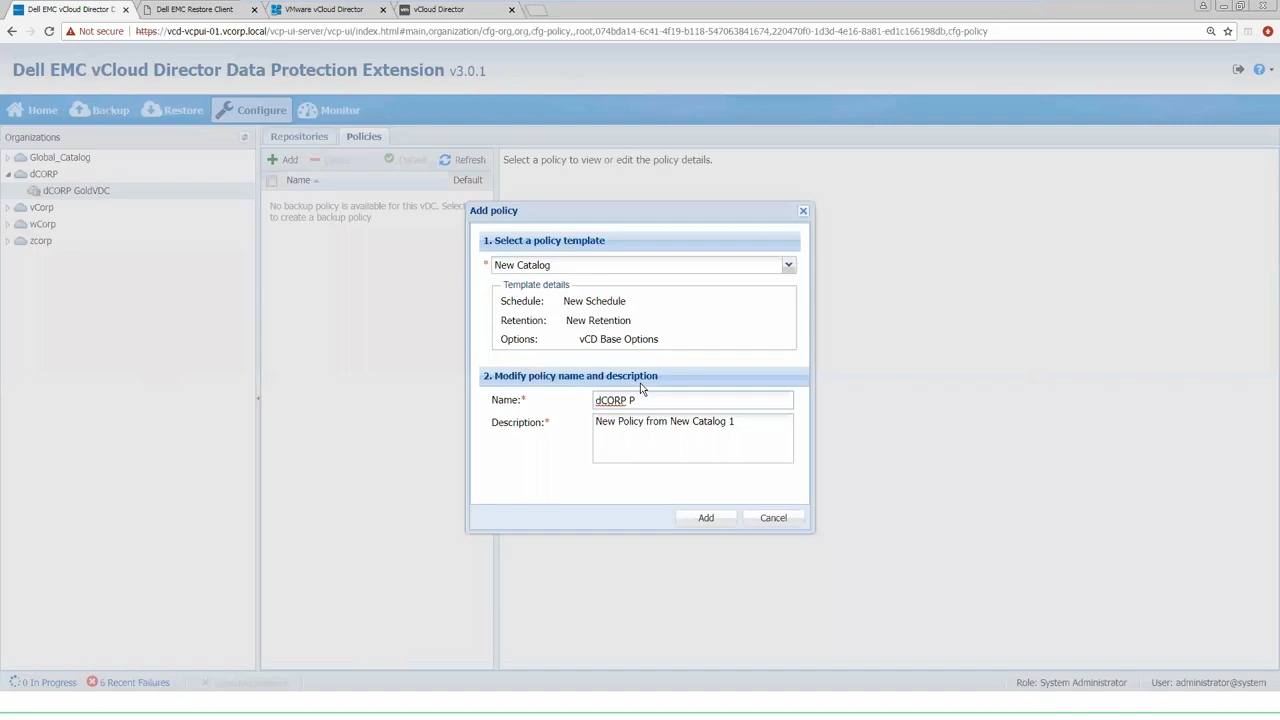 Dell EMC vCloud Director D
Dell EMC Restore Client
VMware vCloud Director
vCloud Director
Not secure https://vcd-vcpui-01.vcorp.local/vcp-ui-server/vcp-ui/index.html#main,organization/cfg-org,org,cfg-policy,,root,074bda14-6c41-4f19-b118-547063841674,220470f0-1d3d-4e16-8a81-ed1c166198db,cfg-policy
Dell EMC vCloud Director Data Protection Extension v3.0.1
Home Backup Restore Configure Monitor
Organizations
Global_Catalog
dCORP
dCORP GoldVDC
vCorp
wCorp
zcorp
Repositories Policies
Add Default Refresh
Name Default
No backup policy is available for this vDC. Selec
to create a backup policy
Select a policy to view or edit the policy details.
Add policy
1. Select a policy template
* New Catalog
Template details
Schedule: New Schedule
Retention: New Retention
Options: vCD Base Options
2. Modify policy name and description
Name:* dCORP P
Description:* New Policy from New Catalog 1
Add Cancel
0 In Progress 6 Recent Failures
Role: System Administrator User: administrator@system